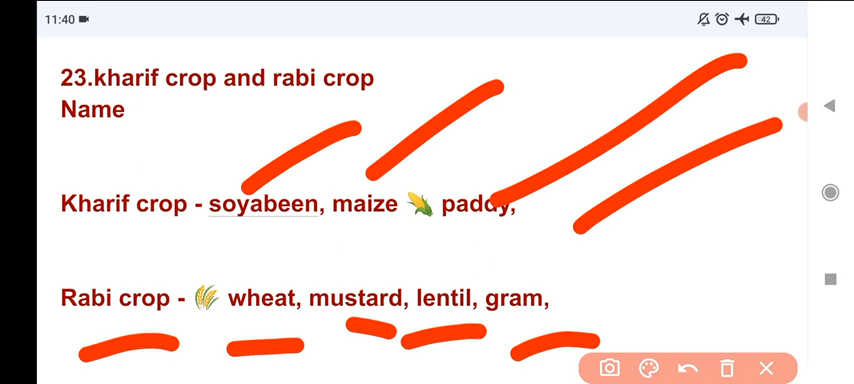 11:40
42
23.kharif crop and rabi crop
Name
Kharif crop - soyabeen, maize 🌽 paddy,
Rabi crop - 🌾 wheat, mustard, lentil, gram,